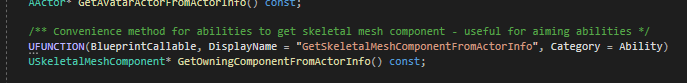 AActor* GetAvatarActorFromActorInfo() const;
/** Convenience method for abilities to get skeletal mesh component - useful for aiming abilities */
UFUNCTION(BlueprintCallable, DisplayName = "GetSkeletalMeshComponentFromActorInfo", Category = Ability)
USkeletalMeshComponent* GetOwningComponentFromActorInfo() const;